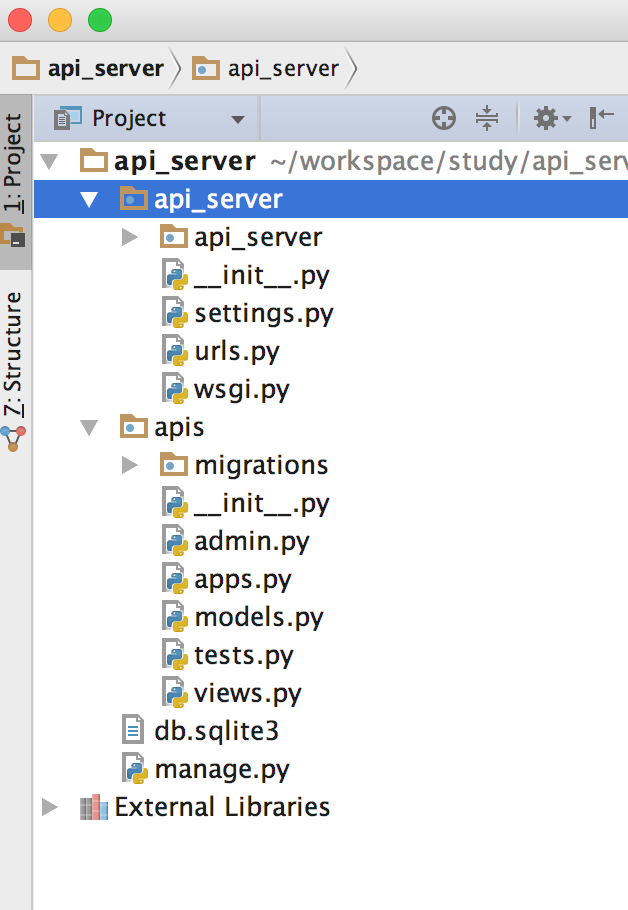 api_server api_server
Project
1: Project
7: Structure
api_server ~/workspace/study/api_serv
api_server
api_server
__init__.py
settings.py
urls.py
wsgi.py
apis
migrations
__init__.py
admin.py
apps.py
models.py
tests.py
views.py
db.sqlite3
manage.py
External Libraries